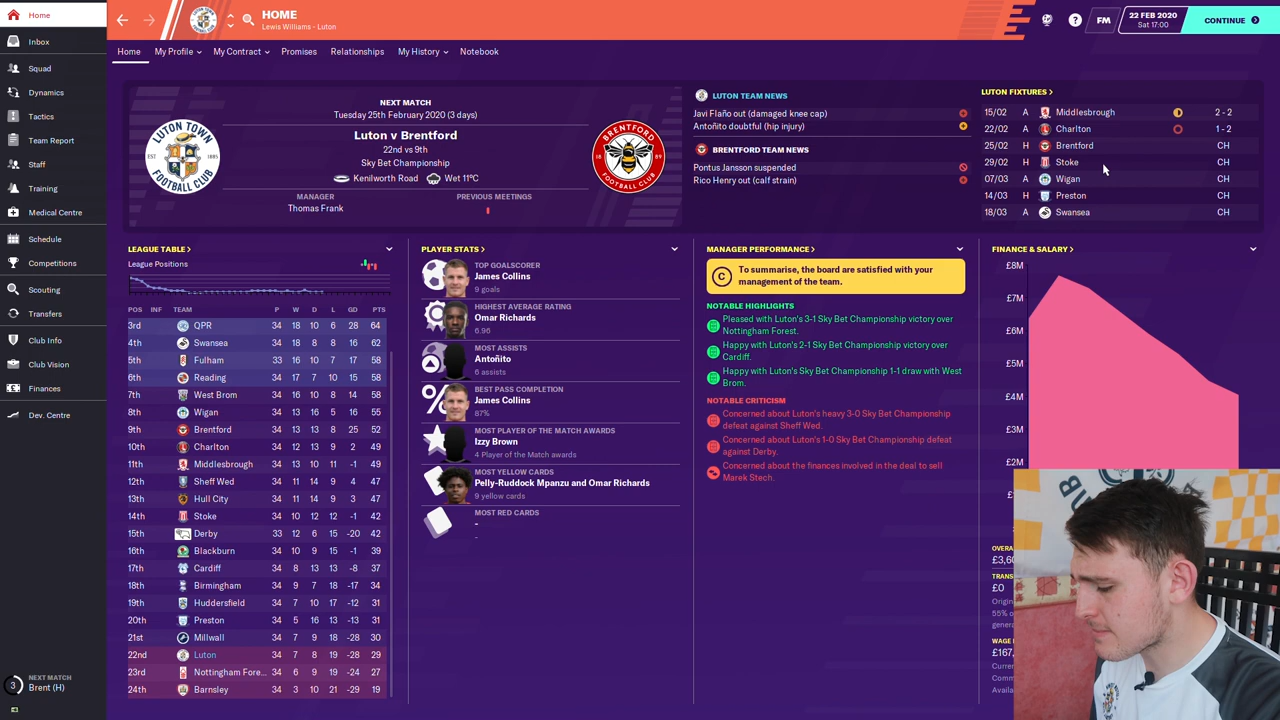 Home
Inbox
Squad
Dynamics
Tactics
Team Report
Staff
Training
Medical Centre
Schedule
Competitions
Scouting
Transfers
Club Info
Club Vision
Finances
Dev. Centre
3
NEXT MATCH
Brent (H)
HOME
Lewis Williams - Luton
?
FM
22 FEB 2020
Sat 17:00
CONTINUE
Home
My Profile
My Contract
Promises
Relationships
My History
Notebook
LUTON TOWN
EST 1885
FOOTBALL CLUB
NEXT MATCH
Tuesday 25th February 2020 (3 days)
Luton v Brentford
22nd vs 9th
Sky Bet Championship
Kenilworth Road
Wet 11°C
MANAGER
Thomas Frank
PREVIOUS MEETINGS
BRENTFORD
18 89
FOOTBALL CLUB
LUTON TEAM NEWS
Javi Flaño out (damaged knee cap)
Antoñito doubtful (hip injury)
BRENTFORD TEAM NEWS
Pontus Jansson suspended
Rico Henry out (calf strain)
LUTON FIXTURES >
15/02 A Middlesbrough 2 - 2
22/02 A Charlton 1 - 2
25/02 H Brentford CH
29/02 H Stoke CH
07/03 A Wigan CH
14/03 H Preston CH
18/03 A Swansea CH
LEAGUE TABLE >
League Positions
POS INF TEAM P W D L GD PTS
3rd QPR 34 18 10 6 28 64
4th Swansea 34 18 8 8 16 62
5th Fulham 33 16 10 7 17 58
6th Reading 34 17 7 10 15 58
7th West Brom 34 16 10 8 14 58
8th Wigan 34 13 16 5 16 55
9th Brentford 34 13 13 8 25 52
10th Charlton 34 12 13 9 2 49
11th Middlesbrough 34 13 10 11 -1 49
12th Sheff Wed 34 11 14 9 4 47
13th Hull City 34 11 14 9 3 47
14th Stoke 34 10 12 12 -1 42
15th Derby 33 12 6 15 -20 42
16th Blackburn 34 10 9 15 -1 39
17th Cardiff 34 8 13 13 -8 37
18th Birmingham 34 9 7 18 -17 34
19th Huddersfield 34 7 10 17 -12 31
20th Preston 34 5 16 13 -13 31
21st Millwall 34 7 9 18 -28 30
22nd Luton 34 7 8 19 -28 29
23rd Nottingham Fore... 34 6 9 19 -24 27
24th Barnsley 34 3 10 21 -29 19
PLAYER STATS >
TOP GOALSCORER
James Collins
9 goals
HIGHEST AVERAGE RATING
Omar Richards
6.96
MOST ASSISTS
Antoñito
6 assists
BEST PASS COMPLETION
James Collins
87%
MOST PLAYER OF THE MATCH AWARDS
Izzy Brown
4 Player of the Match awards
MOST YELLOW CARDS
Pelly-Ruddock Mpanzu and Omar Richards
9 yellow cards
MOST RED CARDS
-
-
MANAGER PERFORMANCE >
C
To summarise, the board are satisfied with your
management of the team.
NOTABLE HIGHLIGHTS
Pleased with Luton's 3-1 Sky Bet Championship victory over
Nottingham Forest.
Happy with Luton's 2-1 Sky Bet Championship victory over
Cardiff.
Happy with Luton's Sky Bet Championship 1-1 draw with West
Brom.
NOTABLE CRITICISM
Concerned about Luton's heavy 3-0 Sky Bet Championship
defeat against Sheff Wed.
Concerned about Luton's 1-0 Sky Bet Championship defeat
against Derby.
Concerned about the finances involved in the deal to sell
Marek Stech.
FINANCE & SALARY >
£8M
£7M
£6M
£5M
£4M
£3M
£2M
£0